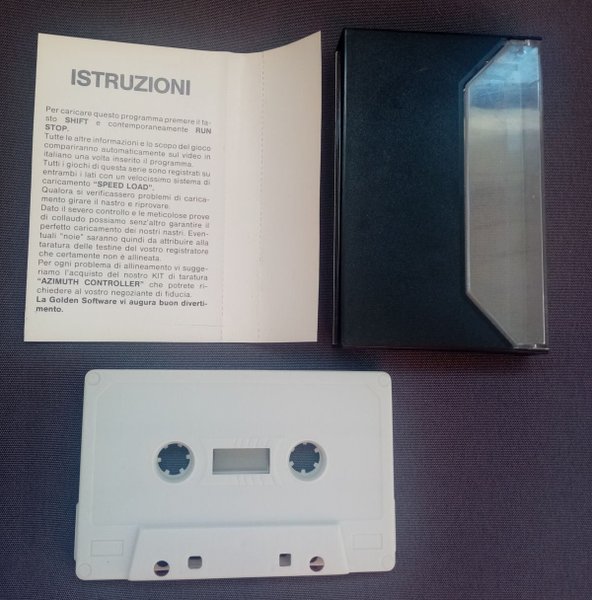 ISTRUZIONI
Per caricare questo programma premere il ta-
sto SHIFT e contemporaneamente RUN
STOP.
Tutte le altre informazioni e lo scopo del gioco
compariranno automaticamente sul video in
italiano una volta inserito il programma.
Tutti i giochi di questa serie sono registrati su
entrambi i lati con un velocissimo sistema di
caricamento "SPEED LOAD".
Qualora si verificassero problemi di carica-
mento girare il nastro e riprovare.
Dato il severo controllo e le meticolose prove
di collaudo possiamo senz'altro garantire il
perfetto caricamento dei nostri nastri. Even-
tuali "noie" saranno quindi da attribuire alla
taratura delle testine del vostro registratore
che certamente non è allineata.
Per ogni problema di allineamento vi sugge-
riamo l'acquisto del nostro KIT di taratura
"AZIMUTH CONTROLLER" che potrete ri-
chiedere al vostro negoziante di fiducia.
La Golden Software vi augura buon diverti-
mento.